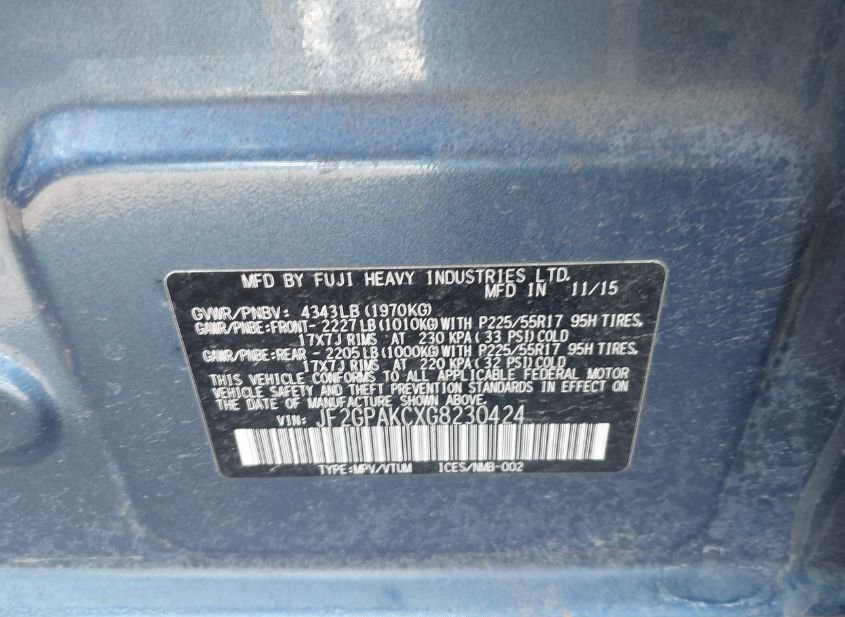 MFD BY FUJI HEAVY INDUSTRIES LTD.
MFD IN 11/15
GVWR/PNBV: 4343LB(1970KG)
GAWR/PNBE:FRONT- 2227LB(1010KG)WITH P225/55R17 95H TIRES,
17X7J RIMS AT 230 KPA(33 PSI)COLD
GAWR/PNBE:REAR - 2205LB(1000KG)WITH P225/55R17 95H TIRES,
17X7J RIMS AT 220 KPA(32 PSI)COLD
THIS VEHICLE CONFORMS TO ALL APPLICABLE FEDERAL MOTOR
VEHICLE SAFETY AND THEFT PREVENTION STANDARDS IN EFFECT ON
THE DATE OF MANUFACTURE SHOWN ABOVE.
VIN: JF2GPAKCXG8230424
TYPE:MPV/VTUM ICES/NMB-002